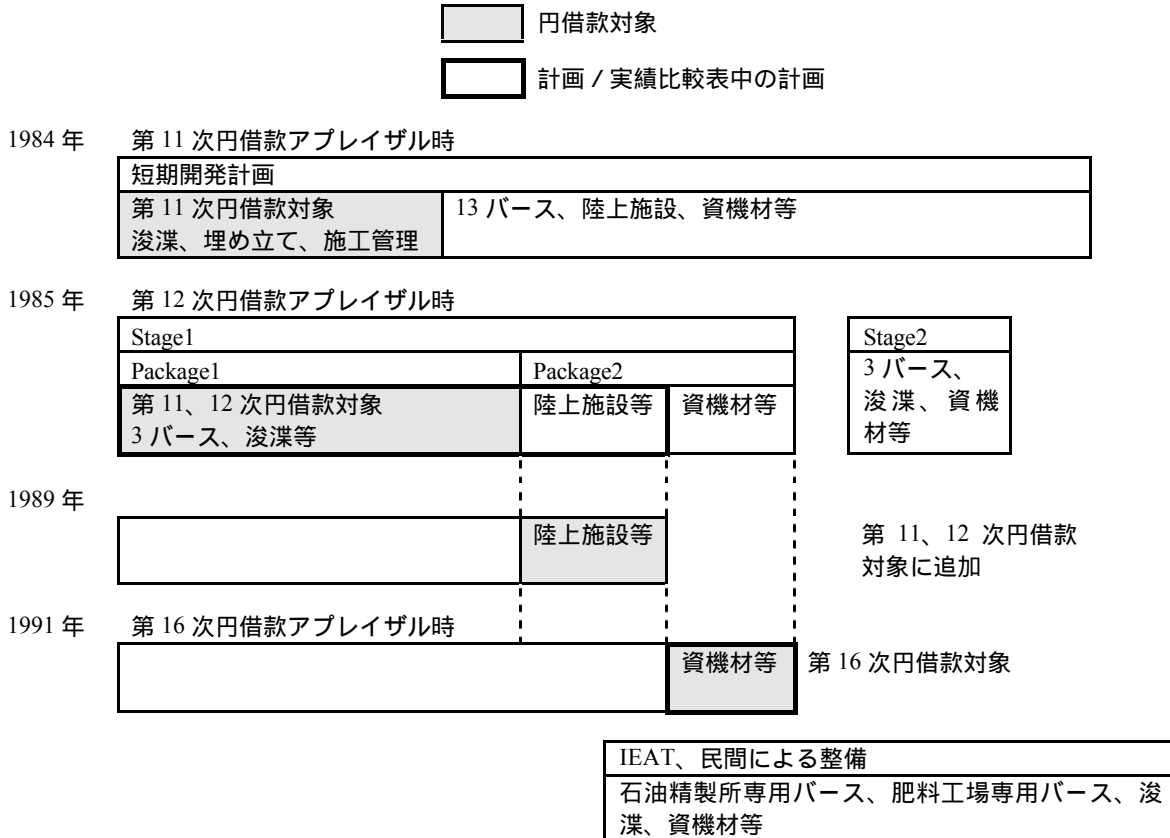 円借款対象
計画 / 実績比較表中の計画
1984 年 第 11 次円借款アプレイザル時
短期開発計画
第 11 次円借款対象
浚渫、埋め立て、施工管理
13 バース、陸上施設、資機材等
1985 年 第 12 次円借款アプレイザル時
Stage1
Package1
Package2
第 11、12 次円借款対象
3 バース、浚渫等
陸上施設等
資機材等
Stage2
3 バース、
浚渫、資機
材等
1989 年
陸上施設等
第 11、12 次円借款
対象に追加
1991 年 第 16 次円借款アプレイザル時
資機材等
第 16 次円借款対象
IEAT、民間による整備
石油精製所専用バース、肥料工場専用バース、浚
渫、資機材等